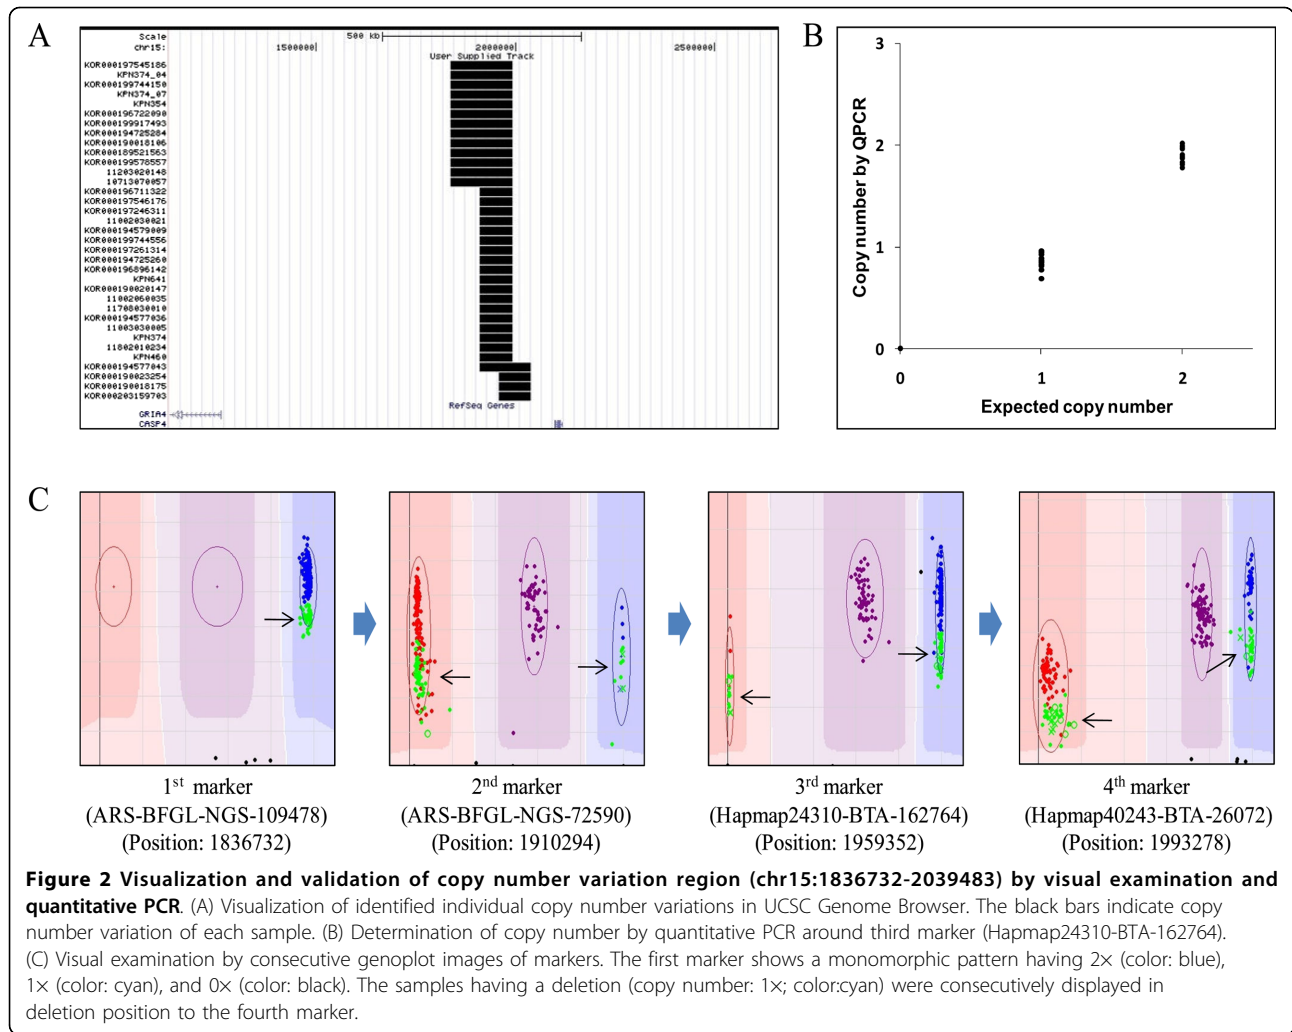 A
Scale
500 kb
chr15:
1500000
2000000
2500000
User Supplied Track
KOR000197545186
KPN374_04
KOR000199744150
KPN374_07
KPN354
KOR000196722090
KOR000199917493
KOR000194725284
KOR000190018106
KOR000189521563
KOR000199578557
11203020148
10713070057
KOR000196711322
KOR000197546176
KOR000197246311
11002030021
KOR000194579009
KOR000199744556
KOR000197261314
KOR000194725260
KOR000196896142
KPN641
KOR000190020147
11002060035
11708030010
KOR000194577036
11003030005
KPN374
11802010234
KPN460
KOR000194577043
KOR000190023254
KOR000190018175
KOR000203159703
RefSeq Genes
GRIA4
CASP4
B
3
2
1
0
0 1 2
Copy number by QPCR
Expected copy number
C
1st marker
(ARS-BFGL-NGS-109478)
(Position: 1836732)
2nd marker
(ARS-BFGL-NGS-72590)
(Position: 1910294)
3rd marker
(Hapmap24310-BTA-162764)
(Position: 1959352)
4th marker
(Hapmap40243-BTA-26072)
(Position: 1993278)
Figure 2 Visualization and validation of copy number variation region (chr15:1836732-2039483) by visual examination and
quantitative PCR. (A) Visualization of identified individual copy number variations in UCSC Genome Browser. The black bars indicate copy
number variation of each sample. (B) Determination of copy number by quantitative PCR around third marker (Hapmap24310-BTA-162764).
(C) Visual examination by consecutive genoplot images of markers. The first marker shows a monomorphic pattern having 2× (color: blue),
1× (color: cyan), and 0× (color: black). The samples having a deletion (copy number: 1×; color:cyan) were consecutively displayed in
deletion position to the fourth marker.